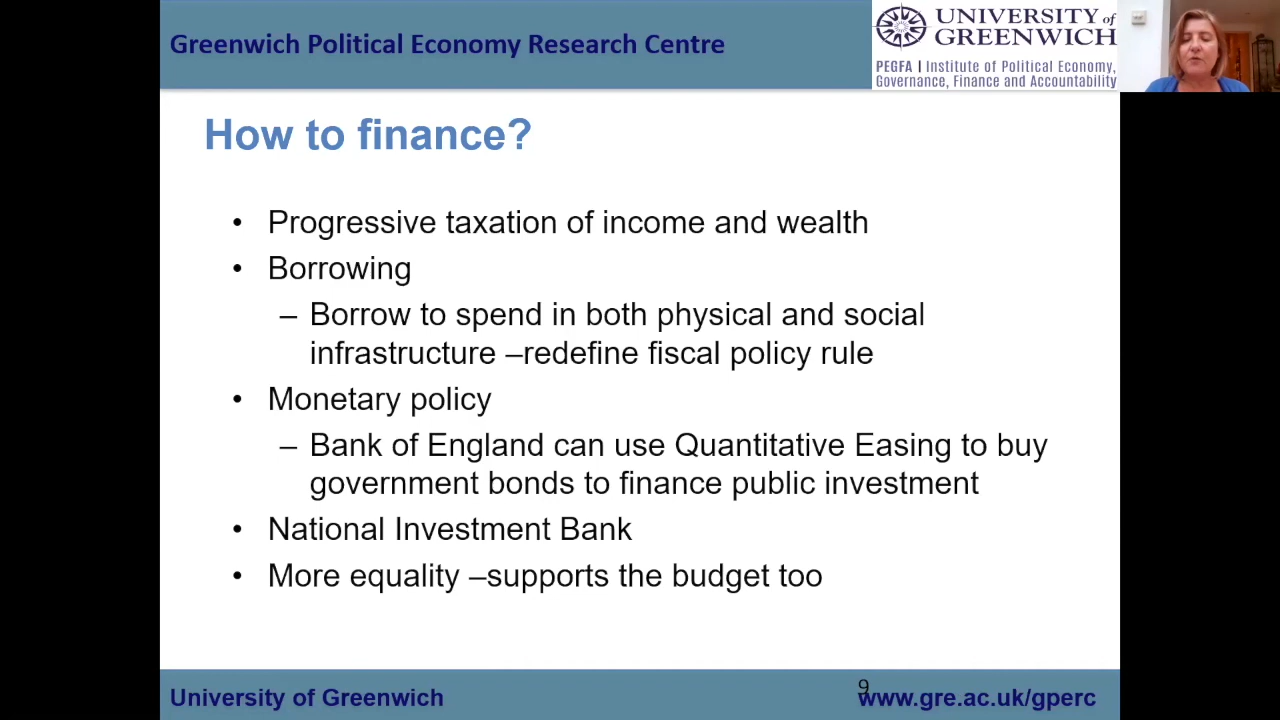 Greenwich Political Economy Research Centre
UNIVERSITY of
GREENWICH
PEGFA | Institute of Political Economy,
Governance, Finance and Accountability
How to finance?
• Progressive taxation of income and wealth
• Borrowing
– Borrow to spend in both physical and social
infrastructure –redefine fiscal policy rule
• Monetary policy
– Bank of England can use Quantitative Easing to buy
government bonds to finance public investment
• National Investment Bank
• More equality –supports the budget too
University of Greenwich
9
www.gre.ac.uk/gperc